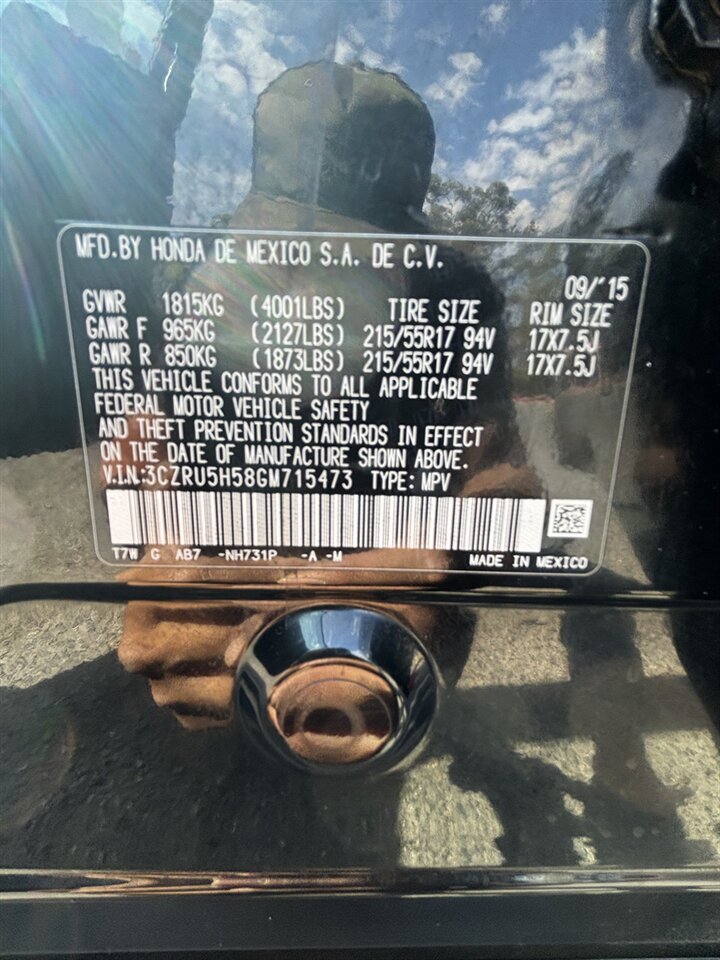 MFD.BY HONDA DE MEXICO S.A. DE C.V.
09/'15
GVWR 1815KG (4001LBS) TIRE SIZE RIM SIZE
GAWR F 965KG (2127LBS) 215/55R17 94V 17X7.5J
GAWR R 850KG (1873LBS) 215/55R17 94V 17X7.5J
THIS VEHICLE CONFORMS TO ALL APPLICABLE
FEDERAL MOTOR VEHICLE SAFETY
AND THEFT PREVENTION STANDARDS IN EFFECT
ON THE DATE OF MANUFACTURE SHOWN ABOVE.
V.I.N.:3CZRU5H58GM715473 TYPE: MPV
T7W G AB7 -NH731P -A -M MADE IN MEXICO